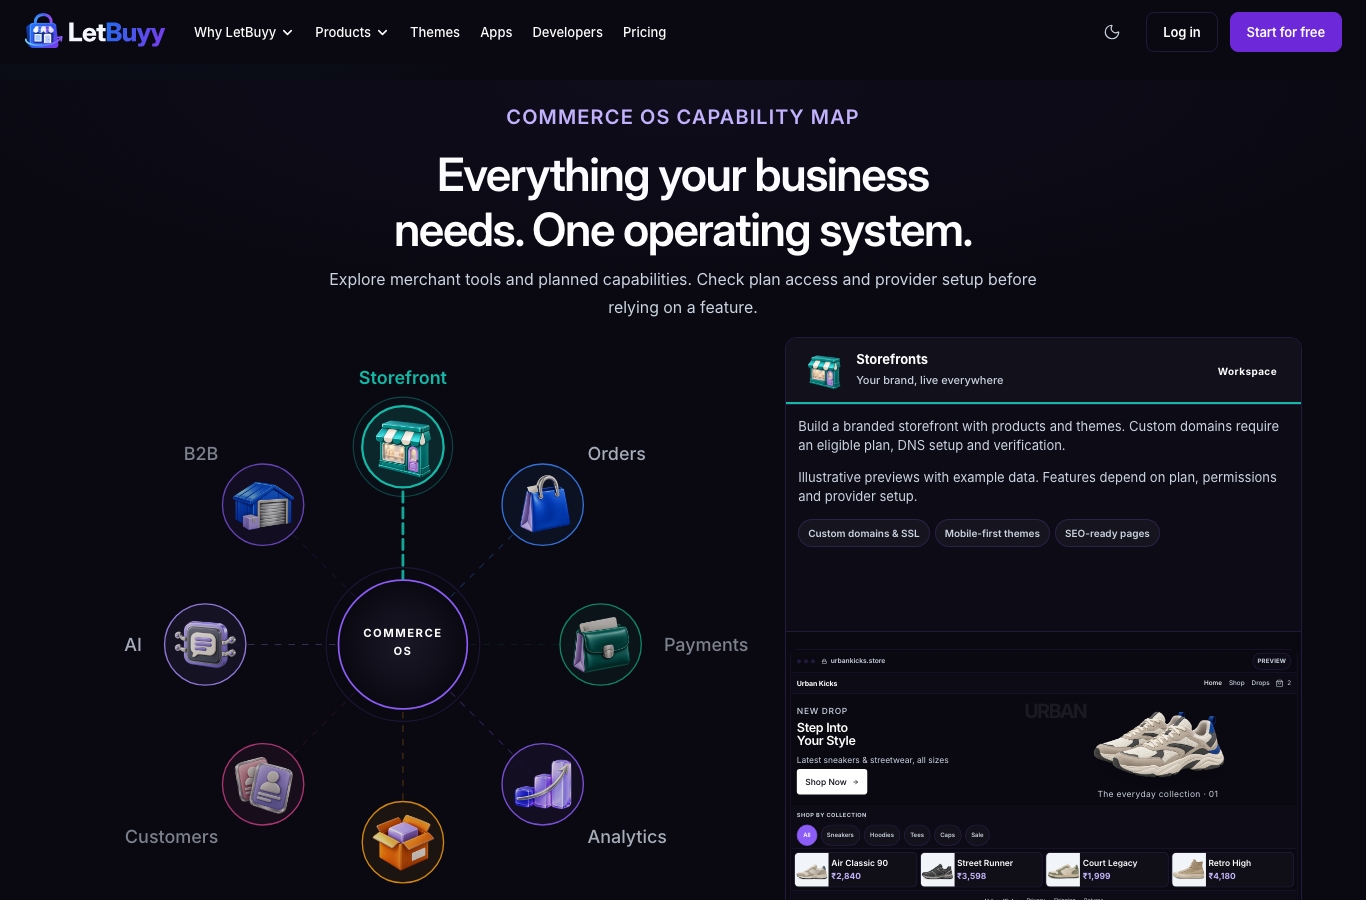 LetBuyy
Why LetBuyy
Products
Themes
Apps
Developers
Pricing
Log in
Start for free
COMMERCE OS CAPABILITY MAP
Everything your business
needs. One operating system.
Explore merchant tools and planned capabilities. Check plan access and provider setup before
relying on a feature.
Storefront
B2B
Orders
AI
COMMERCE
OS
Payments
Customers
Analytics
Storefronts
Your brand, live everywhere
Workspace
Build a branded storefront with products and themes. Custom domains require
an eligible plan, DNS setup and verification.
Illustrative previews with example data. Features depend on plan, permissions
and provider setup.
Custom domains & SSL
Mobile-first themes
SEO-ready pages
urbankicks.store
PREVIEW
Urban Kicks
Home
Shop
Drops
2
NEW DROP
URBAN
Step Into
Your Style
Latest sneakers & streetwear, all sizes
Shop Now →
The everyday collection · 01
SHOP BY COLLECTION
All
Sneakers
Hoodies
Tees
Caps
Sale
Air Classic 90
₹2,840
Street Runner
₹3,598
Court Legacy
₹1,999
Retro High
₹4,180